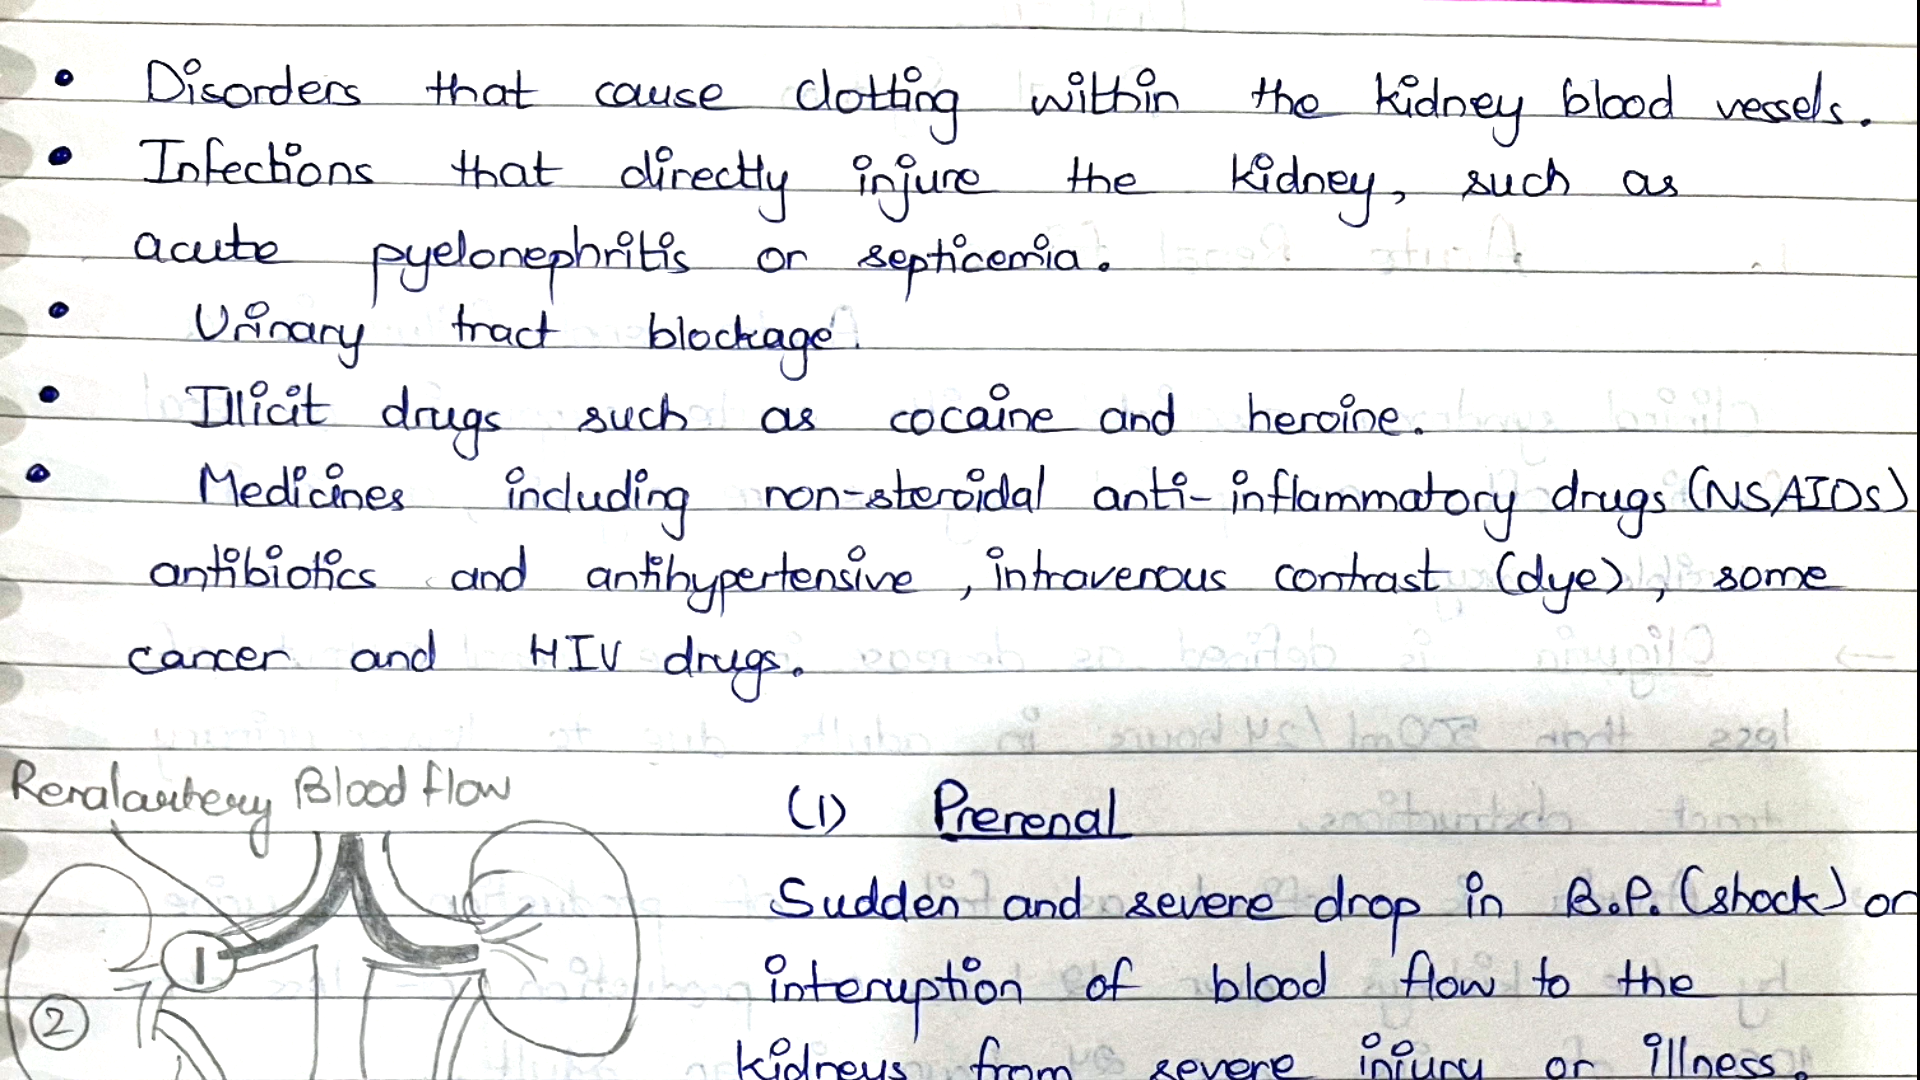 • Disorders that cause clotting within the kidney blood vessels.
• Infections that directly injure the kidney, such as
acute pyelonephritis or septicemia.
• Urinary tract blockage.
• Illicit drugs such as cocaine and heroine.
• Medicines including non-steroidal anti-inflammatory drugs (NSAIDs)
antibiotics and antihypertensive, intravenous contrast (dye), some
cancer and HIV drugs.
Renal artery Blood flow
1
2
(1) Prerenal
Sudden and severe drop in B.P. (shock) or
interuption of blood flow to the
kidneys from severe injury or illness.